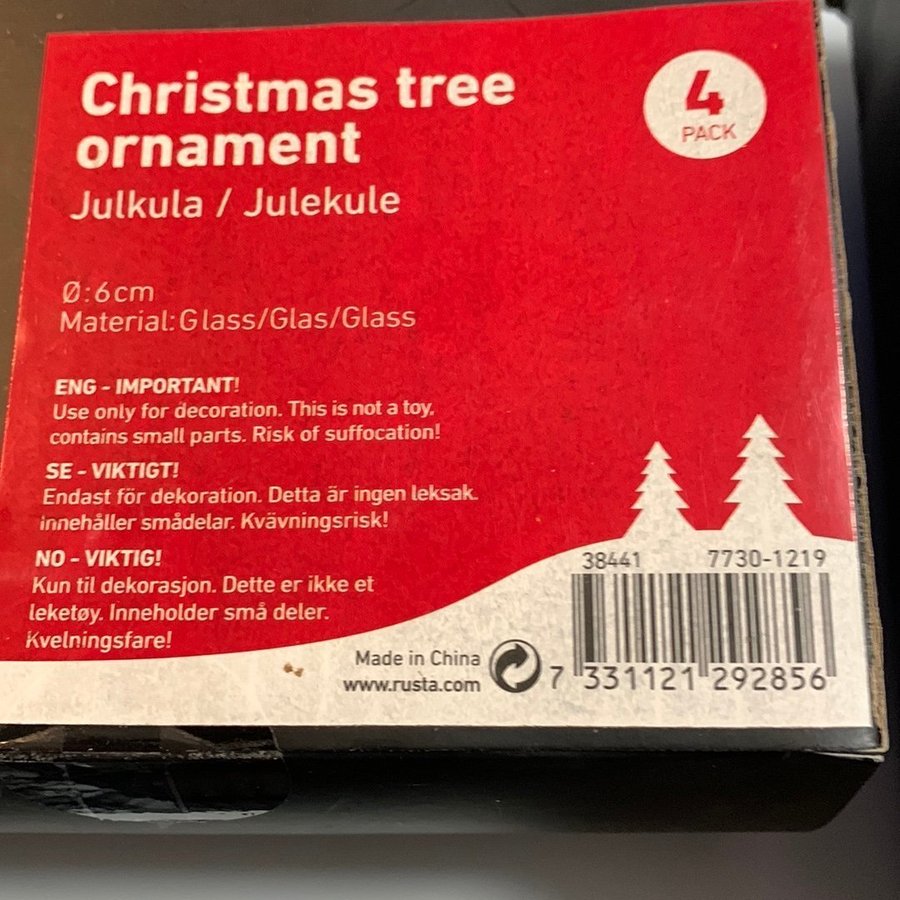 Christmas tree
ornament
Julkula / Julekule
4
PACK
Ø:6cm
Material:Glass/Glas/Glass
ENG - IMPORTANT!
Use only for decoration. This is not a toy,
contains small parts. Risk of suffocation!
SE - VIKTIGT!
Endast för dekoration. Detta är ingen leksak.
innehåller smådelar. Kvävningsrisk!
NO - VIKTIG!
Kun til dekorasjon. Dette er ikke et
leketøy. Inneholder små deler.
Kvelningsfare!
Made in China
www.rusta.com
38441 7730-1219
7 331121 292856